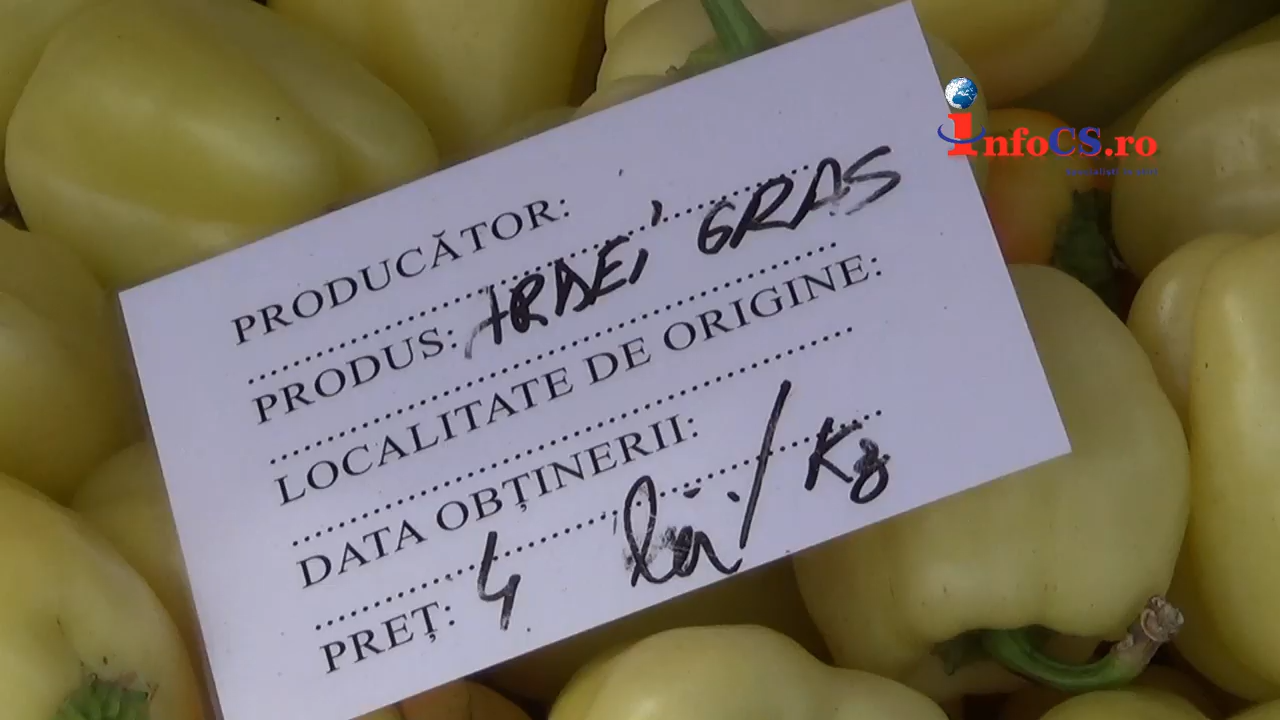 PRODUCĂTOR:
PRODUS: ARDEI GRAS
LOCALITATE DE ORIGINE:
DATA OBȚINERII:
PREȚ: 4 lei/Kg
InfoCS.ro